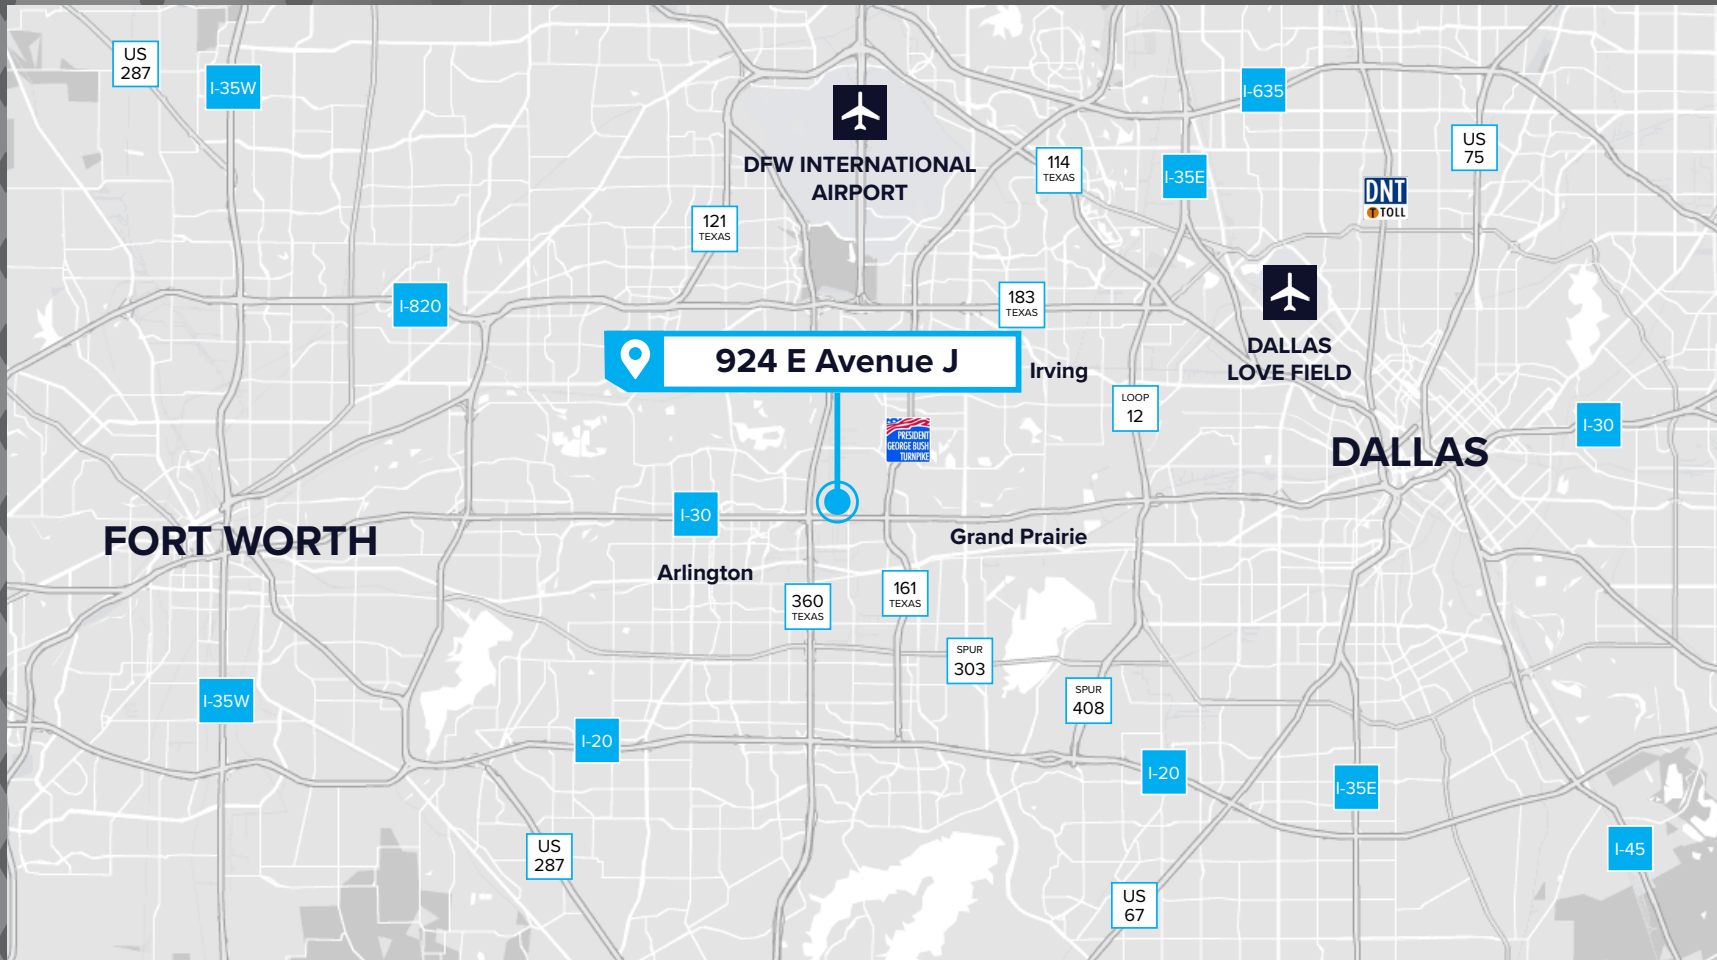 US
287
I-35W
I-635
US
75
DFW INTERNATIONAL
AIRPORT
114
TEXAS
I-35E
DNT
T TOLL
121
TEXAS
I-820
183
TEXAS
DALLAS
LOVE FIELD
924 E Avenue J
Irving
LOOP
12
I-30
PRESIDENT
GEORGE BUSH
TURNPIKE
DALLAS
I-30
FORT WORTH
Grand Prairie
Arlington
360
TEXAS
161
TEXAS
SPUR
303
SPUR
408
I-35W
I-20
I-20
I-35E
US
287
I-45
US
67